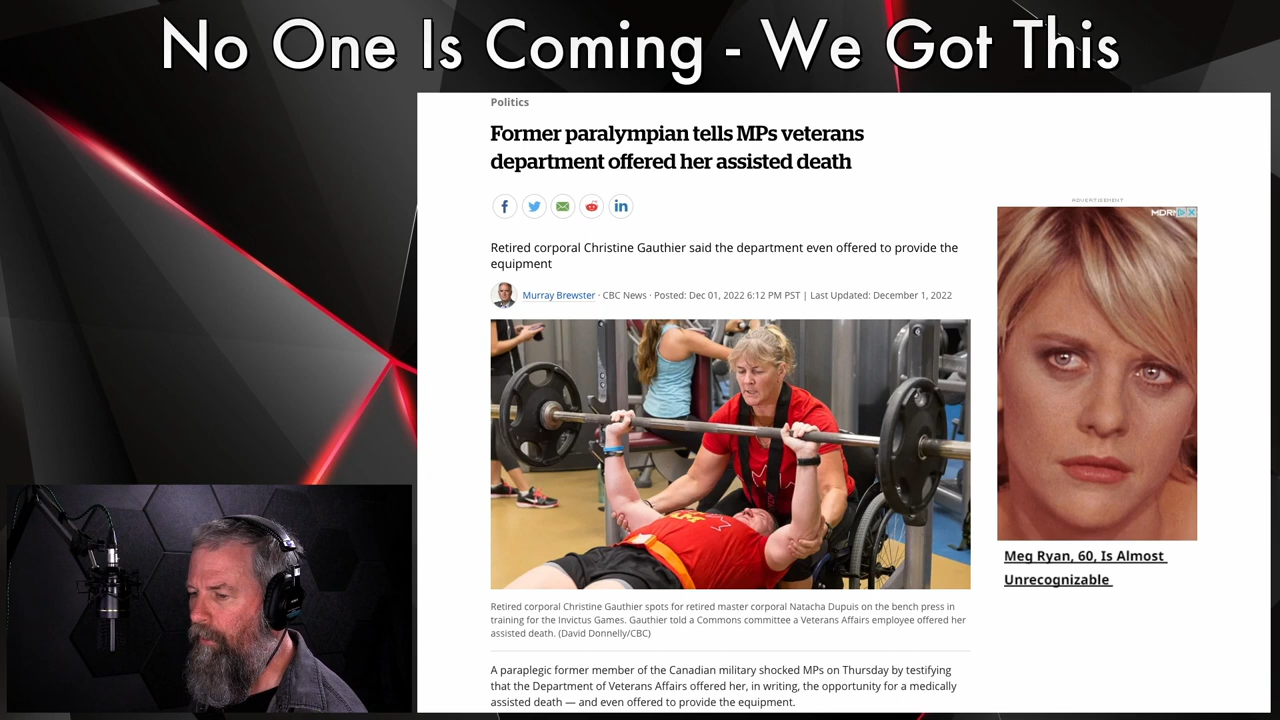 No One Is Coming - We Got This
Politics
Former paralympian tells MPs veterans
department offered her assisted death
Retired corporal Christine Gauthier said the department even offered to provide the
equipment
Murray Brewster · CBC News · Posted: Dec 01, 2022 6:12 PM PST | Last Updated: December 1, 2022
Retired corporal Christine Gauthier spots for retired master corporal Natacha Dupuis on the bench press in
training for the Invictus Games. Gauthier told a Commons committee a Veterans Affairs employee offered her
assisted death. (David Donnelly/CBC)
A paraplegic former member of the Canadian military shocked MPs on Thursday by testifying
that the Department of Veterans Affairs offered her, in writing, the opportunity for a medically
assisted death — and even offered to provide the equipment.
ADVERTISEMENT
Meg Ryan, 60, Is Almost
Unrecognizable